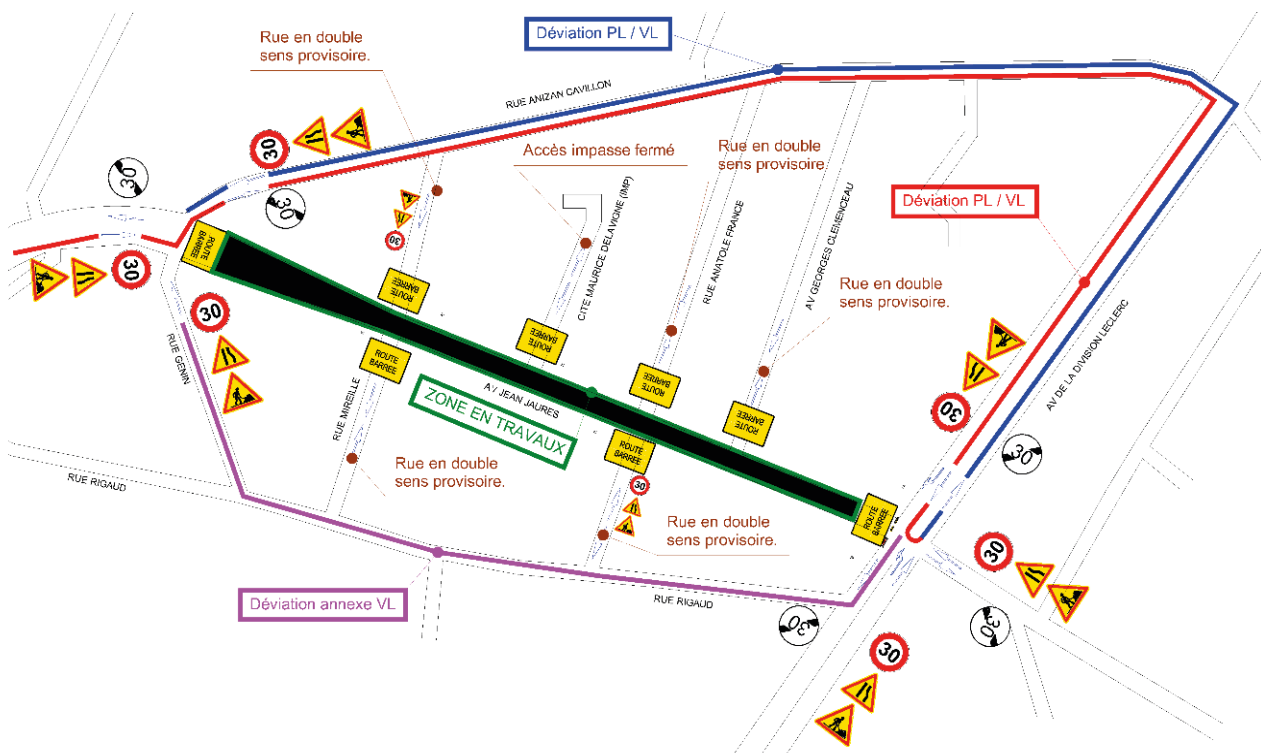 Déviation PL / VL
Rue en double
sens provisoire.
RUE ANIZAN CAVILLON
30
30
30
Accès impasse fermé
Rue en double
sens provisoire.
30
Déviation PL / VL
ROUTE
BARREE
30
30
CITE MAURICE DELAVIGNE (IMP)
RUE ANATOLE FRANCE
AV GEORGES CLEMENCEAU
Rue en double
sens provisoire.
ROUTE
BARREE
AV DE LA DIVISION LECLERC
30
RUE GENIN
ROUTE
BARREE
ROUTE
BARREE
ROUTE
BARREE
RUE MIREILLE
AV JEAN JAURES
ZONE EN TRAVAUX
ROUTE
BARREE
30
30
ROUTE
BARREE
RUE RIGAUD
Rue en double
sens provisoire.
30
ROUTE
BARREE
Rue en double
sens provisoire.
30
Déviation annexe VL
RUE RIGAUD
30
30
30